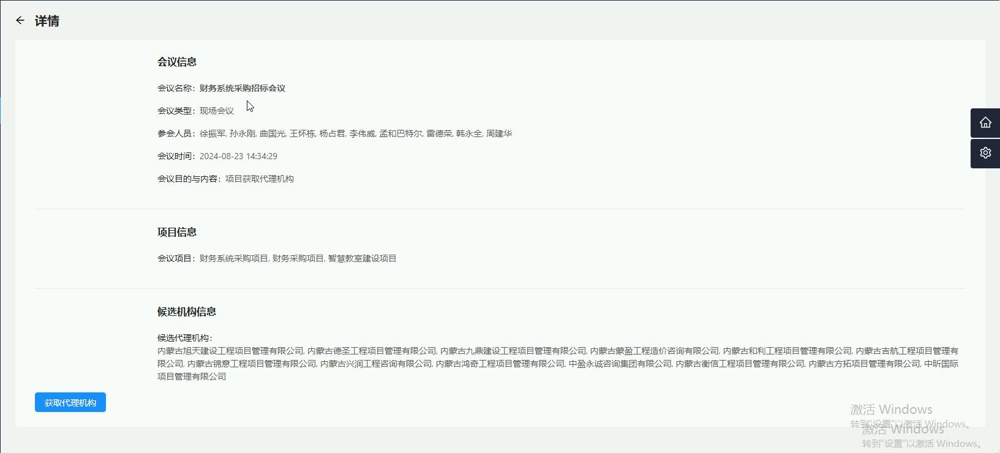 详情
会议信息
会议名称：财务系统采购招标会议
会议类型：现场会议
参会人员：徐振军, 孙永刚, 曲国光, 王怀栋, 杨占君, 李伟威, 孟和巴特尔, 雷德荣, 韩永全, 周建华
会议时间：2024-08-23 14:34:29
会议目的与内容：项目获取代理机构
项目信息
会议项目：财务系统采购项目, 财务采购项目, 智慧教室建设项目
候选机构信息
候选代理机构：
内蒙古旭天建设工程项目管理有限公司, 内蒙古德圣工程项目管理有限公司, 内蒙古九鼎建设工程项目管理有限公司, 内蒙古蒙盈工程造价咨询有限公司, 内蒙古和利工程项目管理有限公司, 内蒙古吉航工程项目管理有
限公司, 内蒙古锦意工程项目管理有限公司, 内蒙古兴润工程咨询有限公司, 内蒙古鸿奇工程项目管理有限公司, 中盈永诚咨询集团有限公司, 内蒙古衡信工程项目管理有限公司, 内蒙古方拓项目管理有限公司, 中昕国际
项目管理有限公司
获取代理机构
激活 Windows
转到“设置”以激活 Windows。
激活 Windows
转到“设置”以激活 Windows。